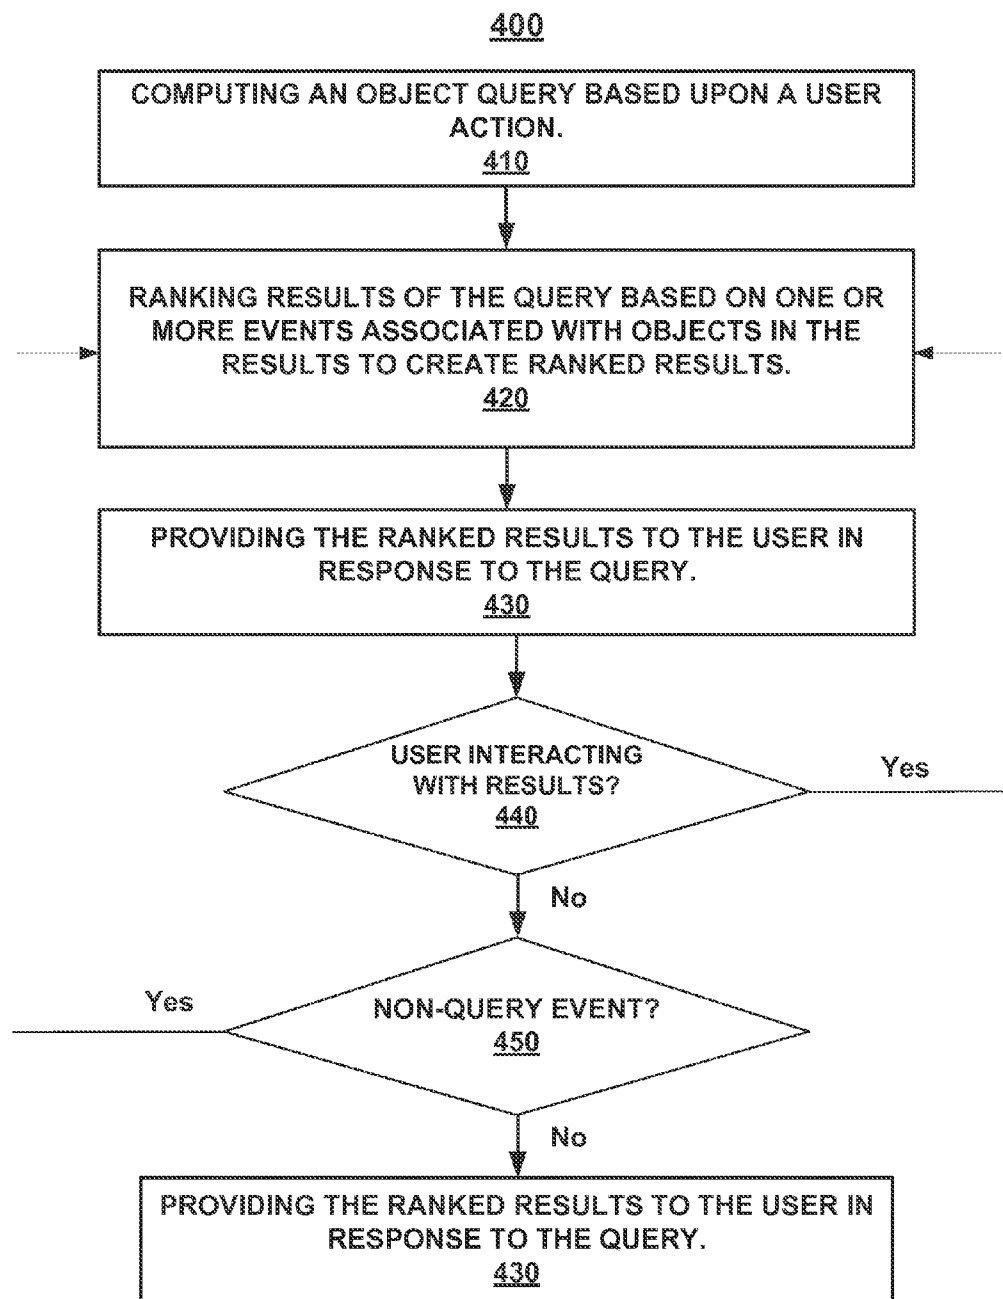 400
COMPUTING AN OBJECT QUERY BASED UPON A USER
ACTION.
410
RANKING RESULTS OF THE QUERY BASED ON ONE OR
MORE EVENTS ASSOCIATED WITH OBJECTS IN THE
RESULTS TO CREATE RANKED RESULTS.
420
PROVIDING THE RANKED RESULTS TO THE USER IN
RESPONSE TO THE QUERY.
430
USER INTERACTING
WITH RESULTS?
440
Yes
No
Yes
NON-QUERY EVENT?
450
No
PROVIDING THE RANKED RESULTS TO THE USER IN
RESPONSE TO THE QUERY.
430